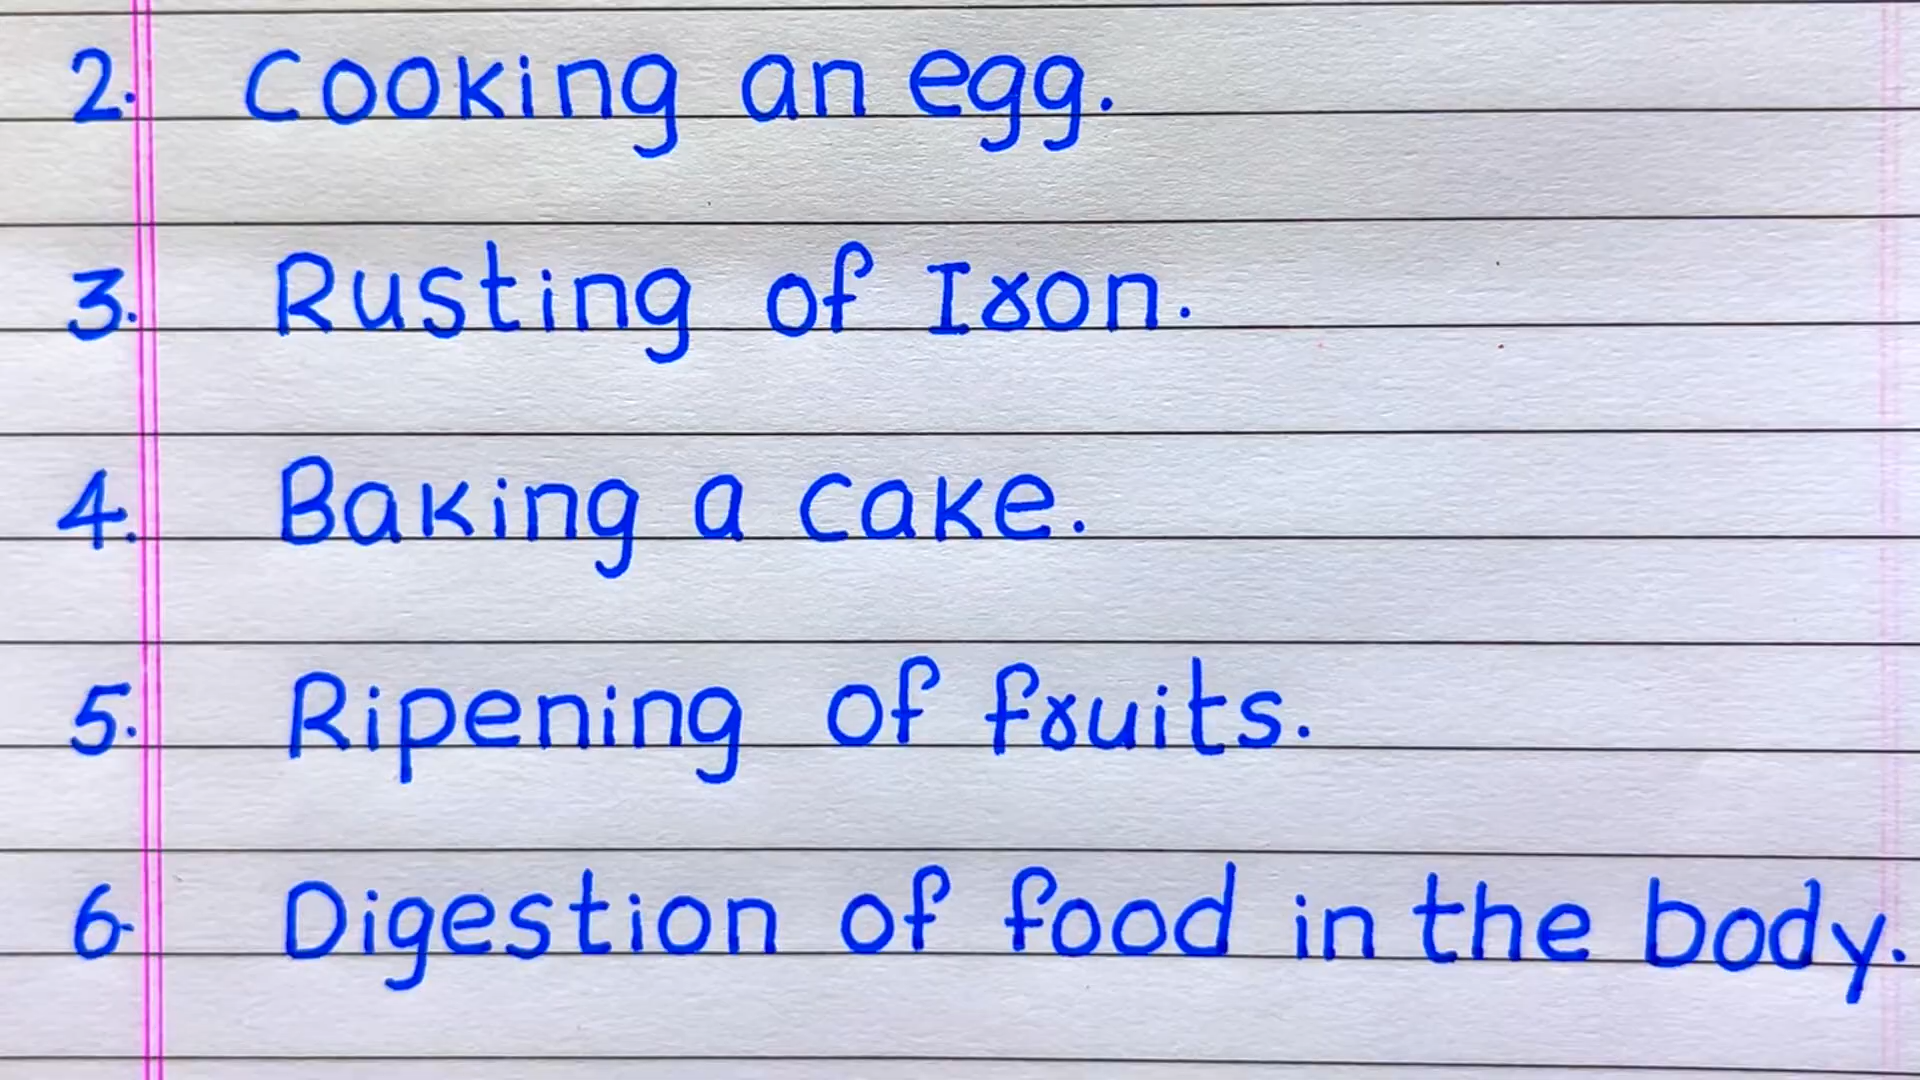 2. Cooking an egg.
3. Rusting of Iron.
4. Baking a cake.
5. Ripening of fruits.
6. Digestion of food in the body.